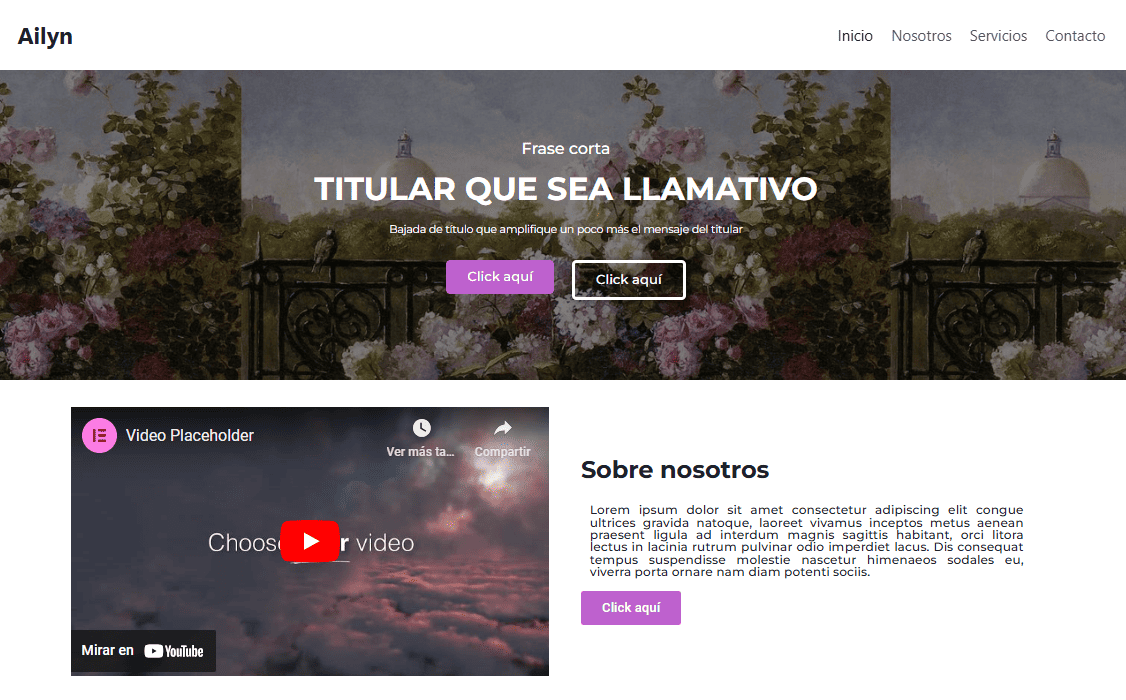 Ailyn
Inicio Nosotros Servicios Contacto
Frase corta
TITULAR QUE SEA LLAMATIVO
Bajada de título que amplifique un poco más el mensaje del titular
Click aquí
Click aquí
Video Placeholder
Ver más ta...
Compartir
Choos r video
Mirar en YouTube
Sobre nosotros
Lorem ipsum dolor sit amet consectetur adipiscing elit congue
ultrices gravida natoque, laoreet vivamus inceptos metus aenean
praesent ligula ad interdum magnis sagittis habitant, orci litora
lectus in lacinia rutrum pulvinar odio imperdiet lacus. Dis consequat
tempus suspendisse molestie nascetur himenaeos sodales eu,
viverra porta ornare nam diam potenti sociis.
Click aquí